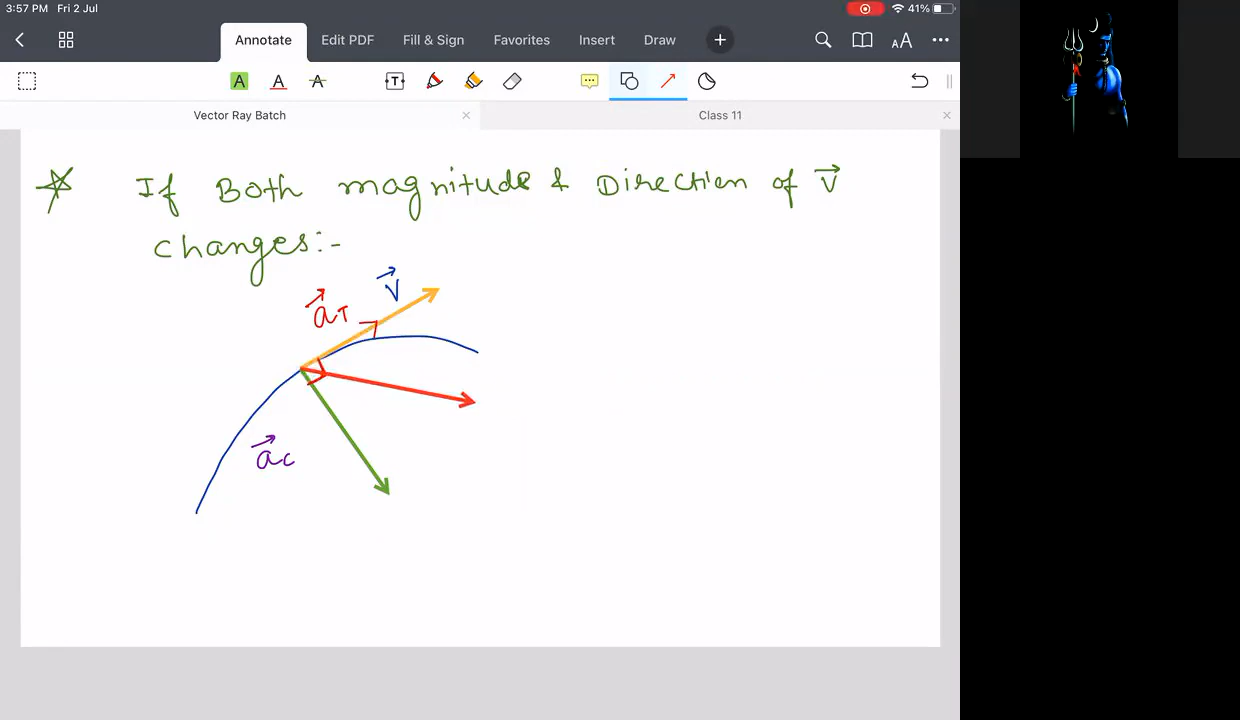 3:57 PM Fri 2 Jul
41%
Annotate Edit PDF Fill & Sign Favorites Insert Draw
AA
A A A T
Vector Ray Batch
Class 11
If Both magnitude & Direction of v⃗
changes:-
v⃗
a⃗T
a⃗c